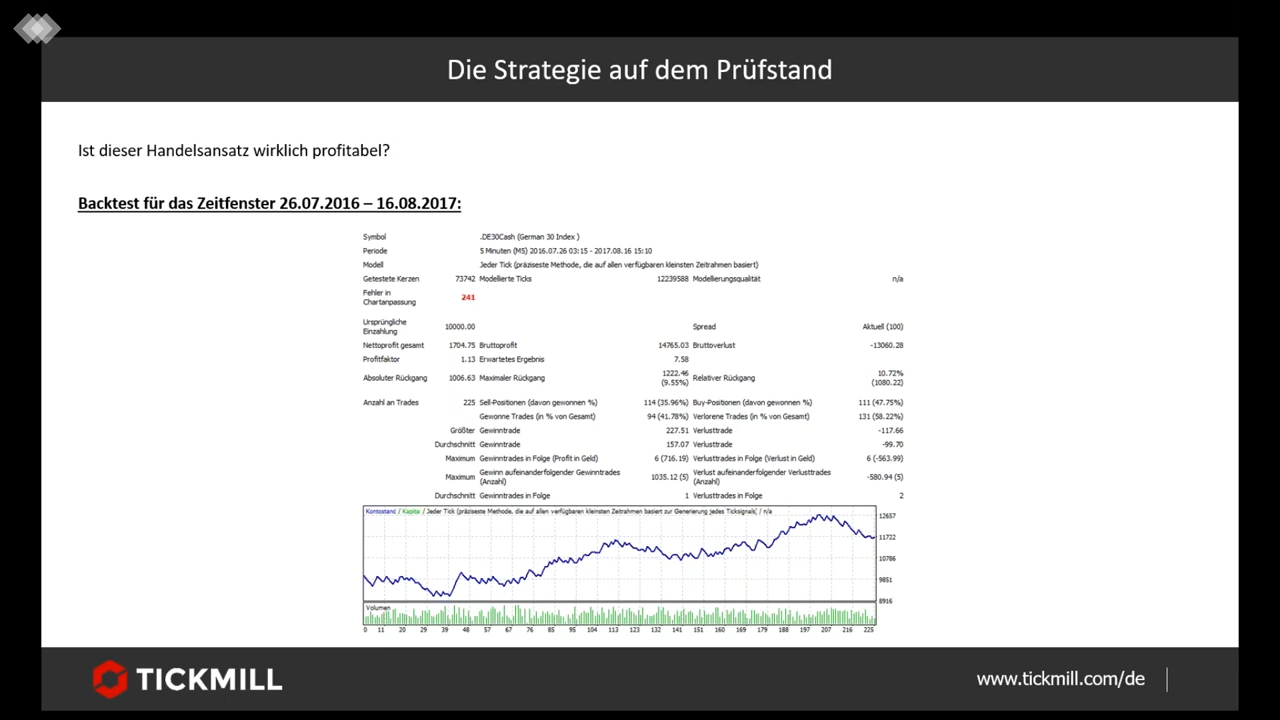 Die Strategie auf dem Prüfstand
Ist dieser Handelsansatz wirklich profitabel?
Backtest für das Zeitfenster 26.07.2016 – 16.08.2017:
Symbol .DE30Cash (German 30 Index )
Periode 5 Minuten (M5) 2016.07.26 03:15 - 2017.08.16 15:10
Modell Jeder Tick (präziseste Methode, die auf allen verfügbaren kleinsten Zeitrahmen basiert)
Getestete Kerzen 73742 Modellierte Ticks 12239588 Modellierungsqualität n/a
Fehler in Chartanpassung 241
Ursprüngliche Einzahlung 10000.00 Spread Aktuell (100)
Nettoprofit gesamt 1704.75 Bruttoprofit 14765.03 Bruttoverlust -13060.28
Profitfaktor 1.13 Erwartetes Ergebnis 7.58
Absoluter Rückgang 1006.63 Maximaler Rückgang 1222.46 (9.55%) Relativer Rückgang 10.72% (1080.22)
Anzahl an Trades 225 Sell-Positionen (davon gewonnen %) 114 (35.96%) Buy-Positionen (davon gewonnen %) 111 (47.75%)
Gewonne Trades (in % von Gesamt) 94 (41.78%) Verlorene Trades (in % von Gesamt) 131 (58.22%)
Größter Gewinntrade 227.51 Verlusttrade -117.66
Durchschnitt Gewinntrade 157.07 Verlusttrade -99.70
Maximum Gewinntrades in Folge (Profit in Geld) 6 (716.19) Verlusttrades in Folge (Verlust in Geld) 6 (-563.99)
Maximum Gewinn aufeinanderfolgender Gewinntrades (Anzahl) 1035.12 (5) Verlust aufeinanderfolgender Verlusttrades (Anzahl) -580.94 (5)
Durchschnitt Gewinntrades in Folge 1 Verlusttrades in Folge 2
Kontostand / Kapital / Jeder Tick (präziseste Methode, die auf allen verfügbaren kleinsten Zeitrahmen basiert zur Generierung jedes Ticksignals) / n/a
12657
11722
10786
9851
8916
Volumen
0 11 20 29 39 48 57 67 76 85 95 104 113 123 132 141 151 160 169 179 188 197 207 216 225
TICKMILL
www.tickmill.com/de